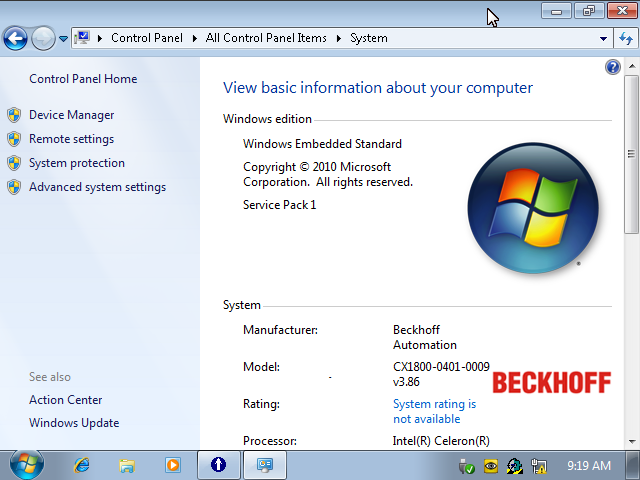 Control Panel All Control Panel Items System
Control Panel Home
Device Manager
Remote settings
System protection
Advanced system settings
See also
Action Center
Windows Update
View basic information about your computer
Windows edition
Windows Embedded Standard
Copyright © 2010 Microsoft
Corporation. All rights reserved.
Service Pack 1
System
Manufacturer: Beckhoff
Automation
Model: CX1800-0401-0009
v3.86
BECKHOFF
Rating: System rating is
not available
Processor: Intel(R) Celeron(R)
9:19 AM